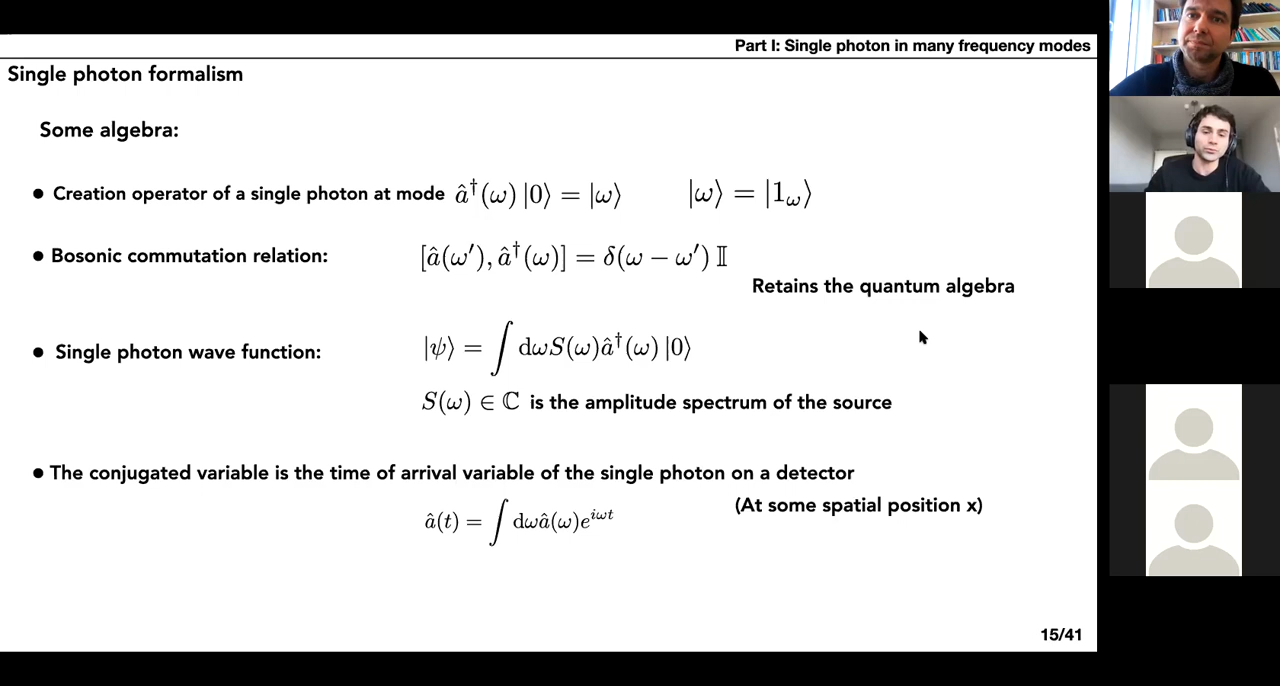 Part I: Single photon in many frequency modes
Single photon formalism
Some algebra:
● Creation operator of a single photon at mode â†(ω)|0⟩ = |ω⟩ |ω⟩ = |1_ω⟩
● Bosonic commutation relation: [â(ω′), â†(ω)] = δ(ω − ω′) 𝕀
Retains the quantum algebra
● Single photon wave function: |ψ⟩ = ∫ dωS(ω)â†(ω)|0⟩
S(ω) ∈ ℂ is the amplitude spectrum of the source
● The conjugated variable is the time of arrival variable of the single photon on a detector
(At some spatial position x)
â(t) = ∫ dωâ(ω)e^{iωt}
15/41